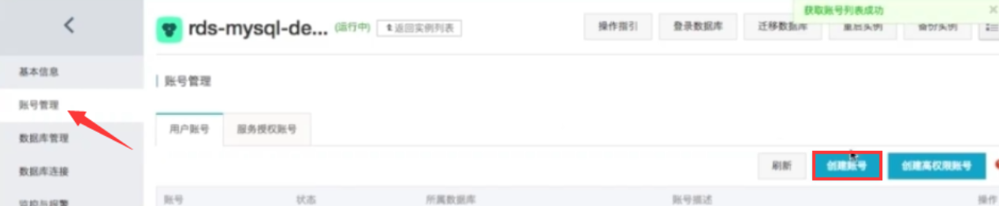 rds-mysql-de... (运行中) 返回实例列表 操作指引 登录数据库 迁移数据库 重启实例 备份实例
获取账号列表成功
基本信息
账号管理
数据库管理
数据库连接
监控与报警
账号管理
用户账号 服务授权账号
刷新 创建账号 创建高权限账号
账号 状态 所属数据库 账号描述 操作